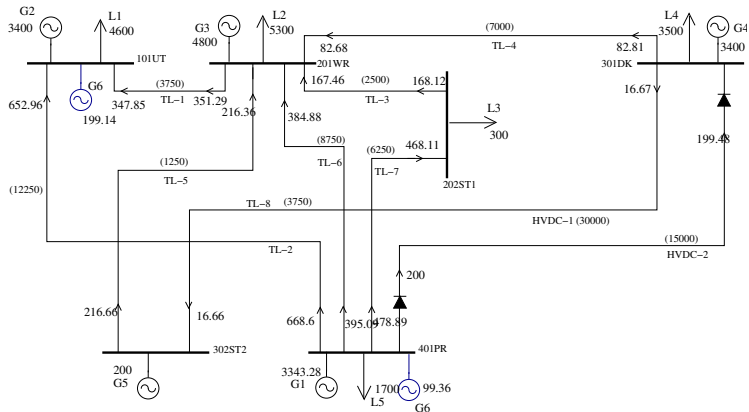 G2
3400
L1
4600
G3
4800
L2
5300
(7000)
L4
3500
G4
3400
101UT
201WR
82.68
TL-4
82.81
301DK
G6
199.14
652.96
347.85
(3750)
TL-1
351.29
216.36
167.46
(2500)
TL-3
168.12
16.67
384.88
L3
300
199.48
(8750)
TL-6
468.11
(6250)
TL-7
(1250)
TL-5
202ST1
(12250)
TL-8
(3750)
HVDC-1 (30000)
TL-2
(15000)
HVDC-2
200
216.66
16.66
668.6
395.09
478.89
302ST2
401PR
200
G5
3343.28
G1
L5
1700
99.36
G6